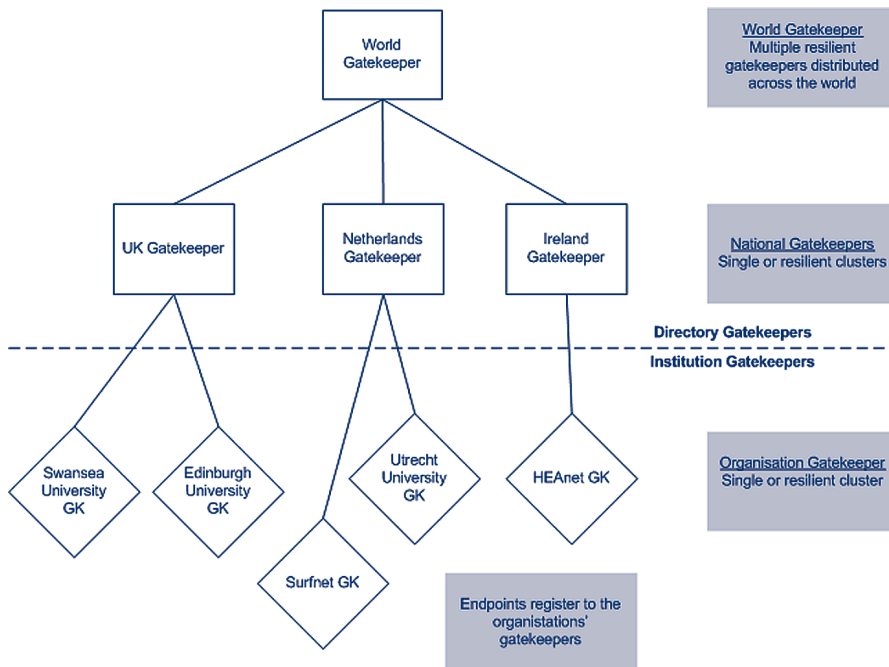 World
Gatekeeper
World Gatekeeper
Multiple resilient
gatekeepers distributed
across the world
UK Gatekeeper
Netherlands
Gatekeeper
Ireland
Gatekeeper
National Gatekeepers
Single or resilient clusters
Directory Gatekeepers
Institution Gatekeepers
Swansea
University
GK
Edinburgh
University
GK
Utrecht
University
GK
HEAnet GK
Organisation Gatekeeper
Single or resilient cluster
Surfnet GK
Endpoints register to the
organistations'
gatekeepers